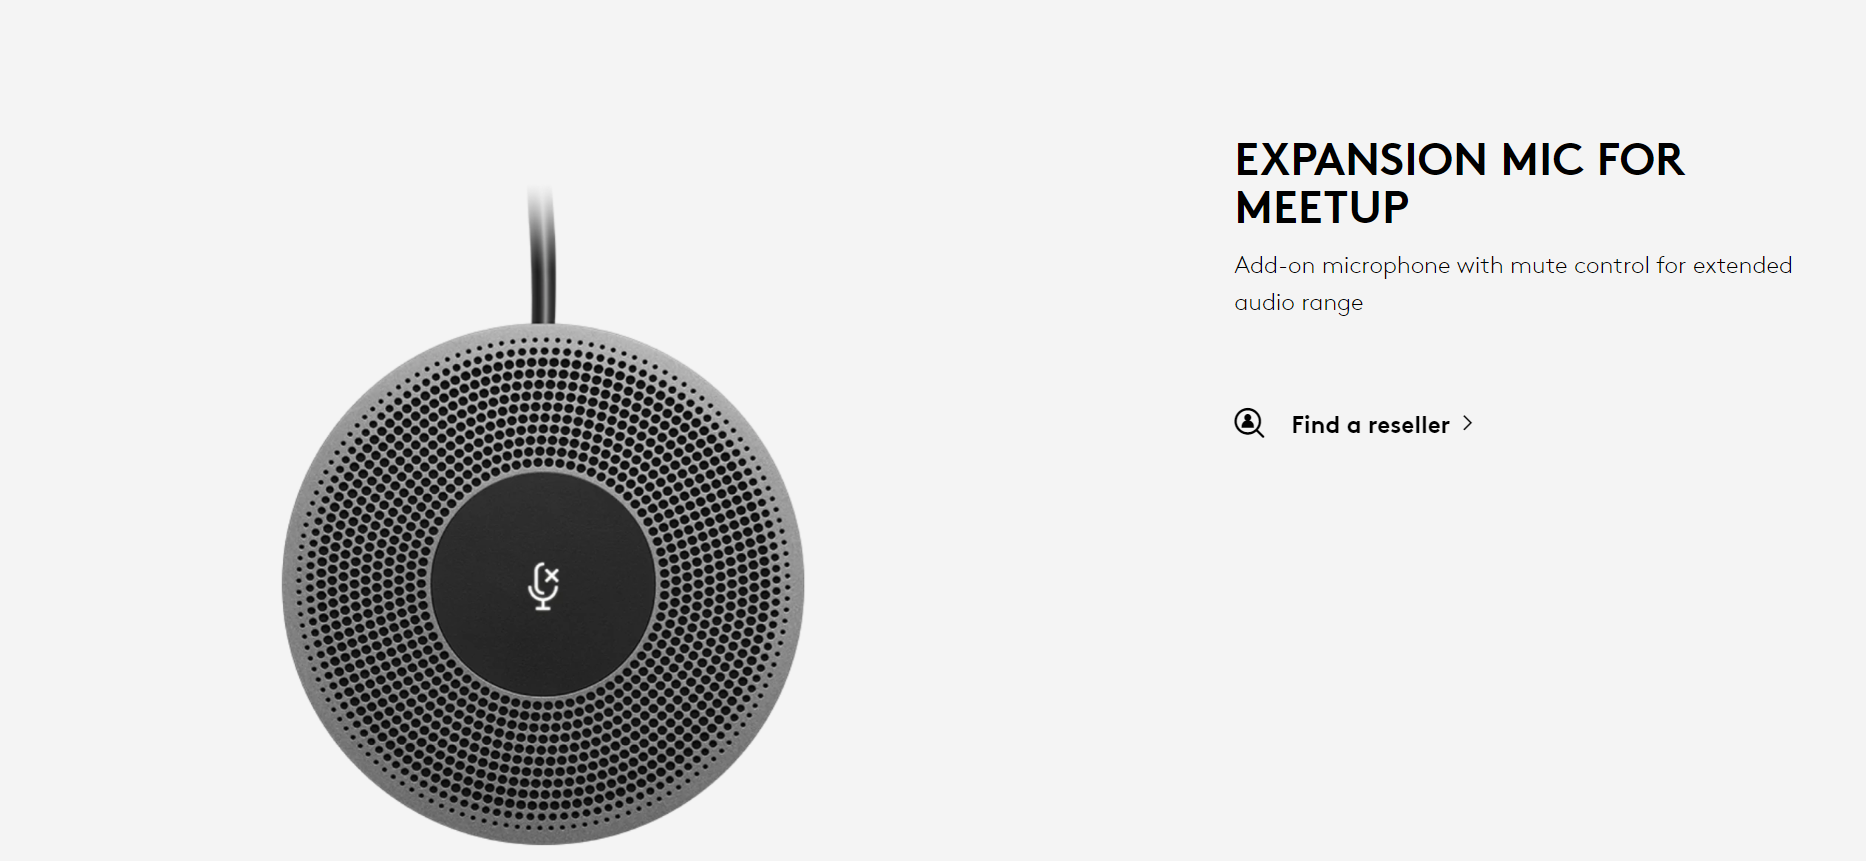 EXPANSION MIC FOR
MEETUP
Add-on microphone with mute control for extended
audio range
Find a reseller